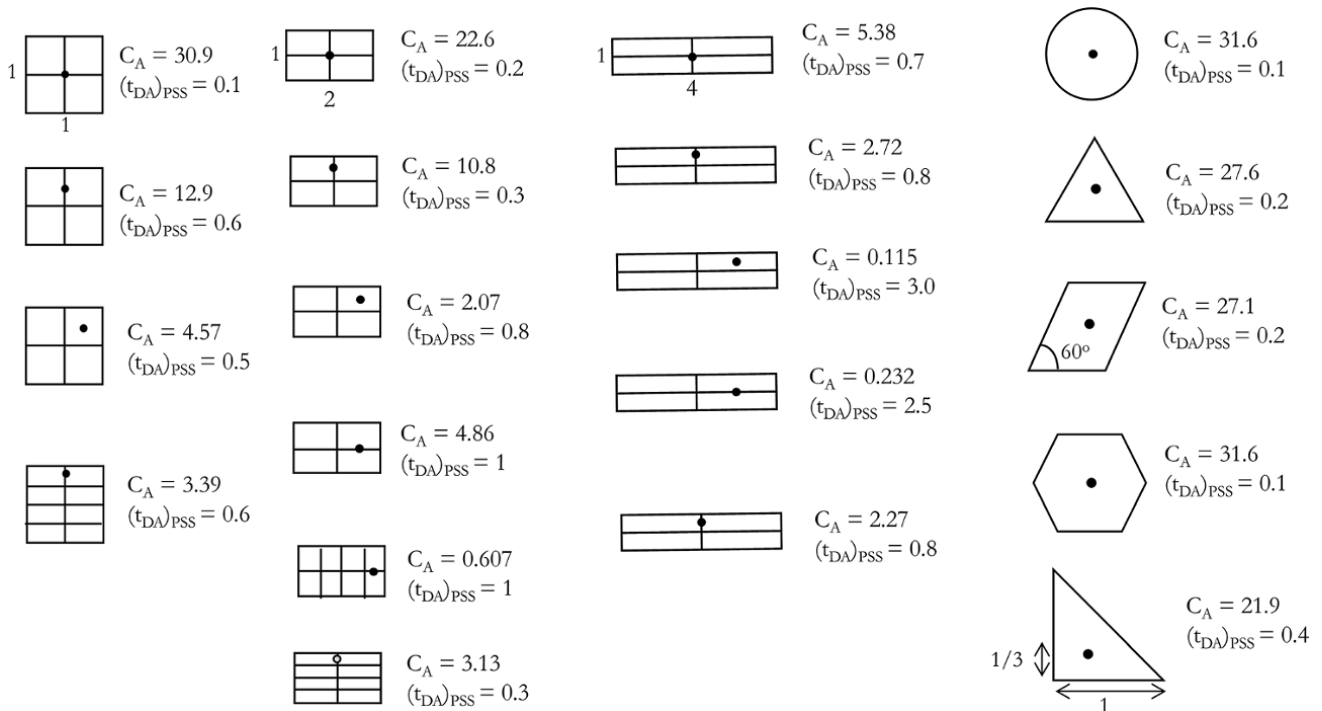 1
C_A = 30.9
(t_DA)_PSS = 0.1
1
C_A = 12.9
(t_DA)_PSS = 0.6
C_A = 4.57
(t_DA)_PSS = 0.5
C_A = 3.39
(t_DA)_PSS = 0.6
1
C_A = 22.6
(t_DA)_PSS = 0.2
2
C_A = 10.8
(t_DA)_PSS = 0.3
C_A = 2.07
(t_DA)_PSS = 0.8
C_A = 4.86
(t_DA)_PSS = 1
C_A = 0.607
(t_DA)_PSS = 1
C_A = 3.13
(t_DA)_PSS = 0.3
1
C_A = 5.38
(t_DA)_PSS = 0.7
4
C_A = 2.72
(t_DA)_PSS = 0.8
C_A = 0.115
(t_DA)_PSS = 3.0
C_A = 0.232
(t_DA)_PSS = 2.5
C_A = 2.27
(t_DA)_PSS = 0.8
C_A = 31.6
(t_DA)_PSS = 0.1
C_A = 27.6
(t_DA)_PSS = 0.2
C_A = 27.1
(t_DA)_PSS = 0.2
60º
C_A = 31.6
(t_DA)_PSS = 0.1
C_A = 21.9
(t_DA)_PSS = 0.4
1/3
1